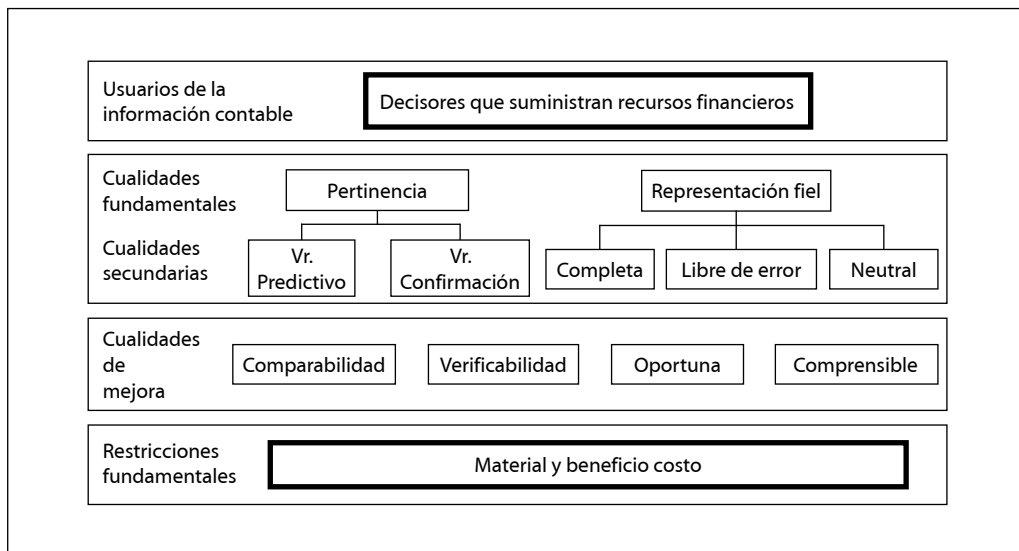 Usuarios de la
información contable
Decisores que suministran recursos financieros
Cualidades
fundamentales
Pertinencia
Representación fiel
Cualidades
secundarias
Vr.
Predictivo
Vr.
Confirmación
Completa
Libre de error
Neutral
Cualidades
de
mejora
Comparabilidad
Verificabilidad
Oportuna
Comprensible
Restricciones
fundamentales
Material y beneficio costo